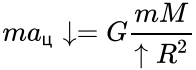 maц ↓= G mM / ↑ R²